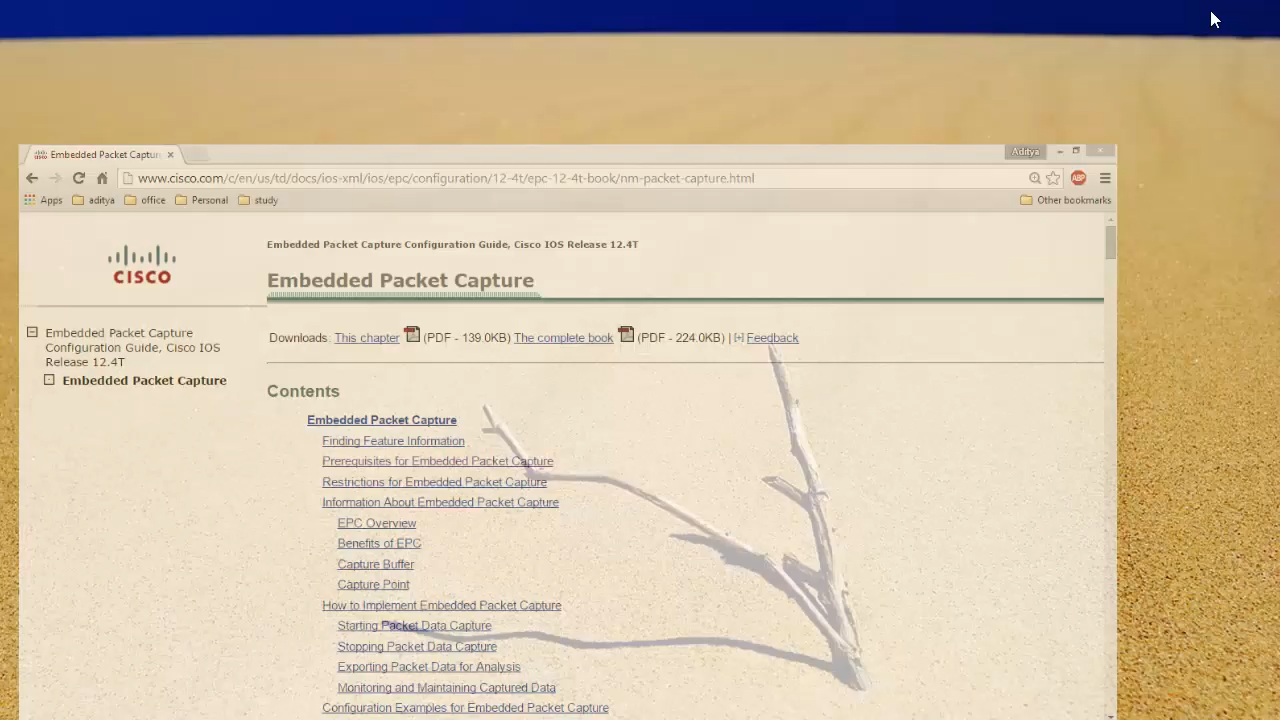 Embedded Packet Captur
Aditya
www.cisco.com/c/en/us/td/docs/ios-xml/ios/epc/configuration/12-4t/epc-12-4t-book/nm-packet-capture.html
ABP
Apps aditya office Personal study Other bookmarks
CISCO
Embedded Packet Capture Configuration Guide, Cisco IOS Release 12.4T
Embedded Packet Capture
Downloads: This chapter (PDF - 139.0KB) The complete book (PDF - 224.0KB) | [+] Feedback
Embedded Packet Capture
Configuration Guide, Cisco IOS
Release 12.4T
Embedded Packet Capture
Contents
Embedded Packet Capture
Finding Feature Information
Prerequisites for Embedded Packet Capture
Restrictions for Embedded Packet Capture
Information About Embedded Packet Capture
EPC Overview
Benefits of EPC
Capture Buffer
Capture Point
How to Implement Embedded Packet Capture
Starting Packet Data Capture
Stopping Packet Data Capture
Exporting Packet Data for Analysis
Monitoring and Maintaining Captured Data
Configuration Examples for Embedded Packet Capture